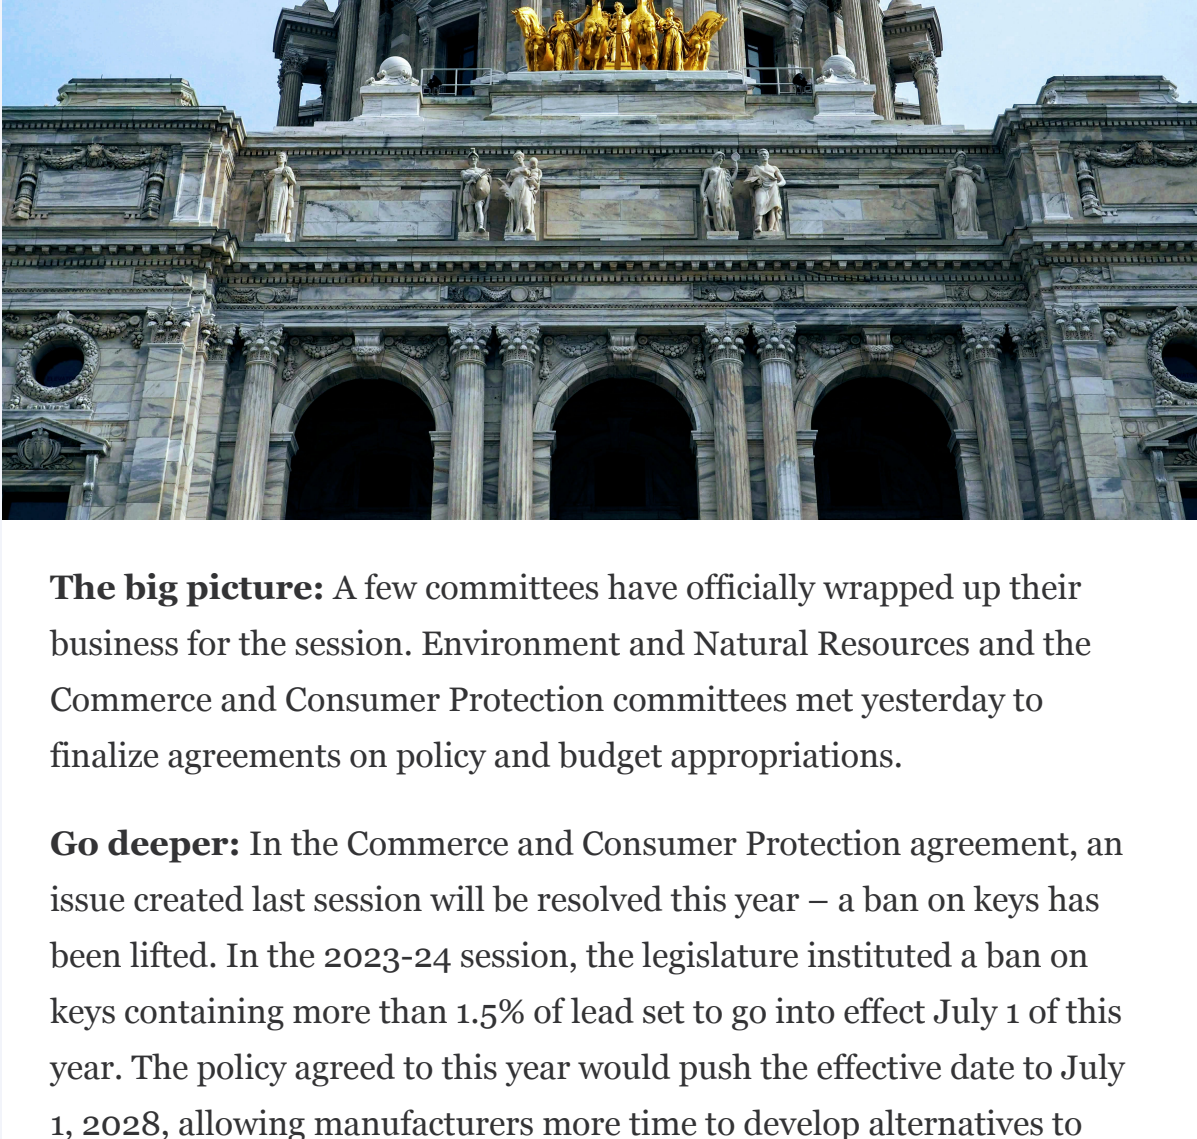 The big picture: A few committees have officially wrapped up their
business for the session. Environment and Natural Resources and the
Commerce and Consumer Protection committees met yesterday to
finalize agreements on policy and budget appropriations.
Go deeper: In the Commerce and Consumer Protection agreement, an
issue created last session will be resolved this year – a ban on keys has
been lifted. In the 2023-24 session, the legislature instituted a ban on
keys containing more than 1.5% of lead set to go into effect July 1 of this
year. The policy agreed to this year would push the effective date to July
1, 2028, allowing manufacturers more time to develop alternatives to